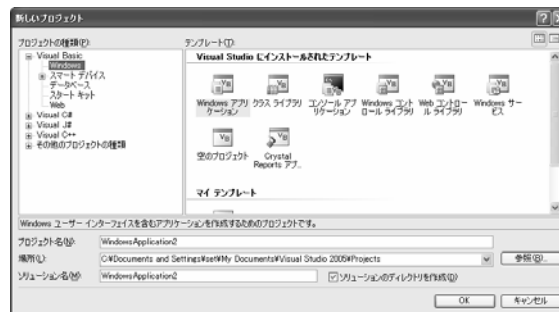 新しいプロジェクト
プロジェクトの種類(P):
テンプレート(T):
Visual Basic
Windows
スマート デバイス
データベース
スタート キット
Web
Visual C#
Visual J#
Visual C++
その他のプロジェクトの種類
Visual Studio にインストールされたテンプレート
Windows アプリケーション
クラス ライブラリ
コンソール アプリケーション
Windows コントロール ライブラリ
Web コントロール ライブラリ
Windows サービス
空のプロジェクト
Crystal Reports アプ...
マイ テンプレート
Windows ユーザー インターフェイスを含むアプリケーションを作成するためのプロジェクトです。
プロジェクト名(N):
WindowsApplication2
場所(L):
C:¥Documents and Settings¥set¥My Documents¥Visual Studio 2005¥Projects
参照(B)...
ソリューション名(M):
WindowsApplication2
ソリューションのディレクトリを作成(D)
OK
キャンセル